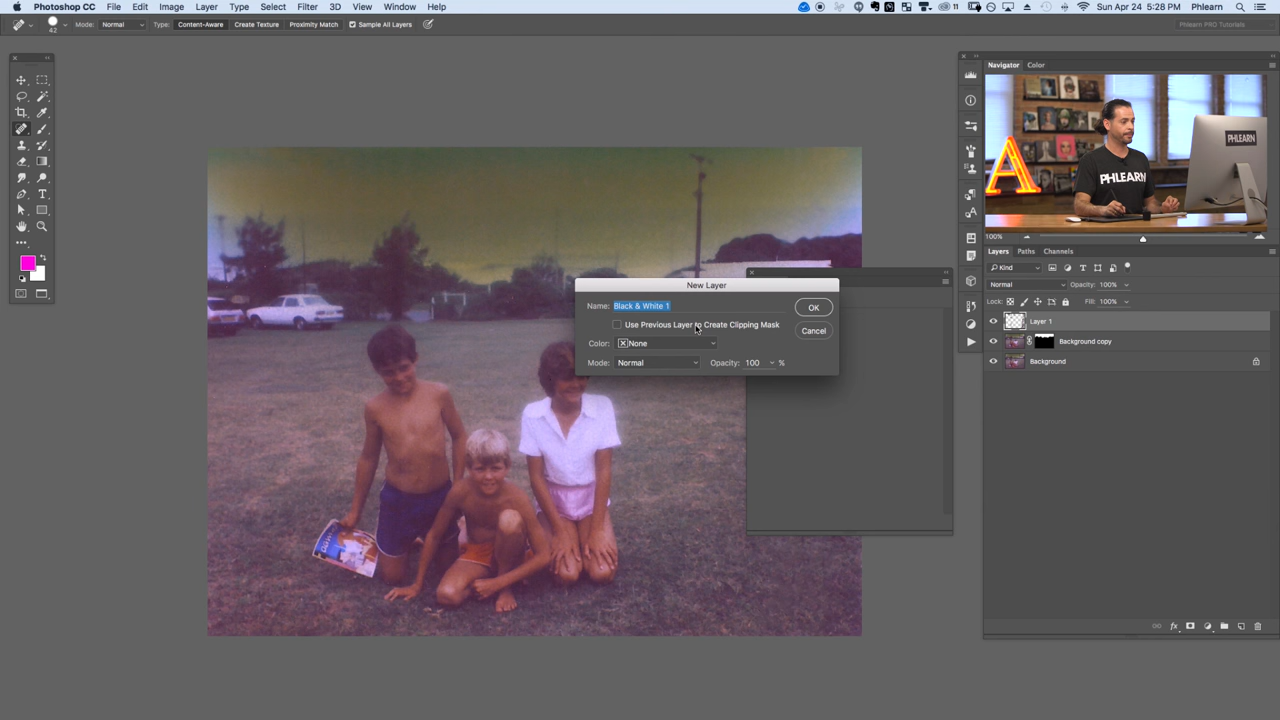 Photoshop CC File Edit Image Layer Type Select Filter 3D View Window Help 11 Sun Apr 24 5:28 PM Phlearn
42 Mode: Normal Type: Content-Aware Create Texture Proximity Match Sample All Layers Phlearn PRO Tutorials
Navigator Color
PHLEARN
PHLEARN
A
100%
Layers Paths Channels
Kind
Normal Opacity: 100%
Lock: Fill: 100%
Layer 1
Background copy
Background
fx
New Layer
Name: Black & White 1 OK
Use Previous Layer to Create Clipping Mask
Cancel
Color: None
Mode: Normal Opacity: 100 %